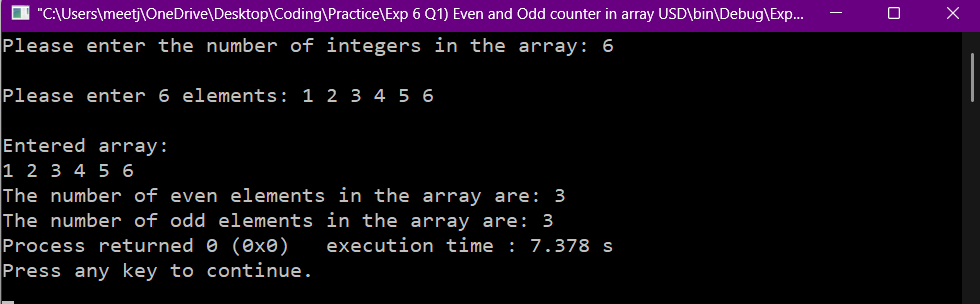 "C:\Users\meetj\OneDrive\Desktop\Coding\Practice\Exp 6 Q1) Even and Odd counter in array USD\bin\Debug\Exp...
Please enter the number of integers in the array: 6
Please enter 6 elements: 1 2 3 4 5 6
Entered array:
1 2 3 4 5 6
The number of even elements in the array are: 3
The number of odd elements in the array are: 3
Process returned 0 (0x0)   execution time : 7.378 s
Press any key to continue.